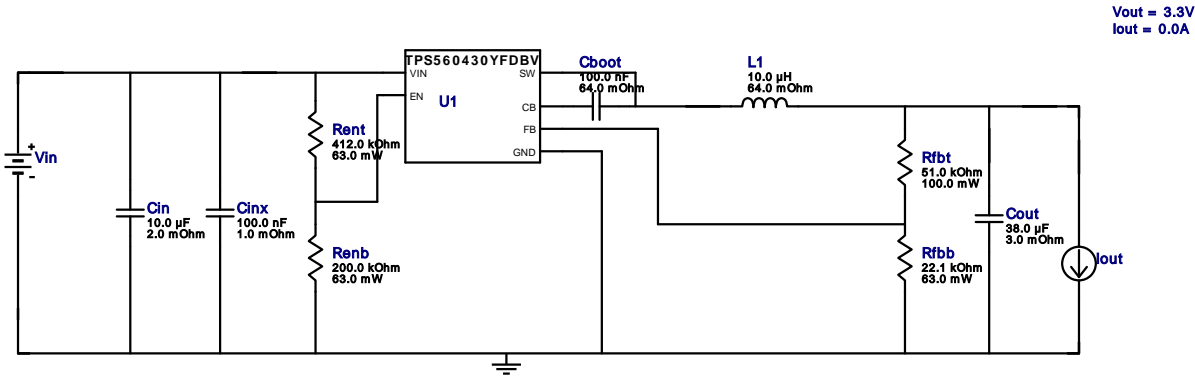 Vout = 3.3V
Iout = 0.0A
TPS560430YFDBV
VIN
SW
EN
U1
CB
FB
GND
Cboot
100.0 nF
64.0 mOhm
L1
10.0 µH
64.0 mOhm
+
Vin
-
Rent
412.0 kOhm
63.0 mW
Cin
10.0 µF
2.0 mOhm
Cinx
100.0 nF
1.0 mOhm
Renb
200.0 kOhm
63.0 mW
Rfbt
51.0 kOhm
100.0 mW
Cout
38.0 µF
3.0 mOhm
Rfbb
22.1 kOhm
63.0 mW
Iout